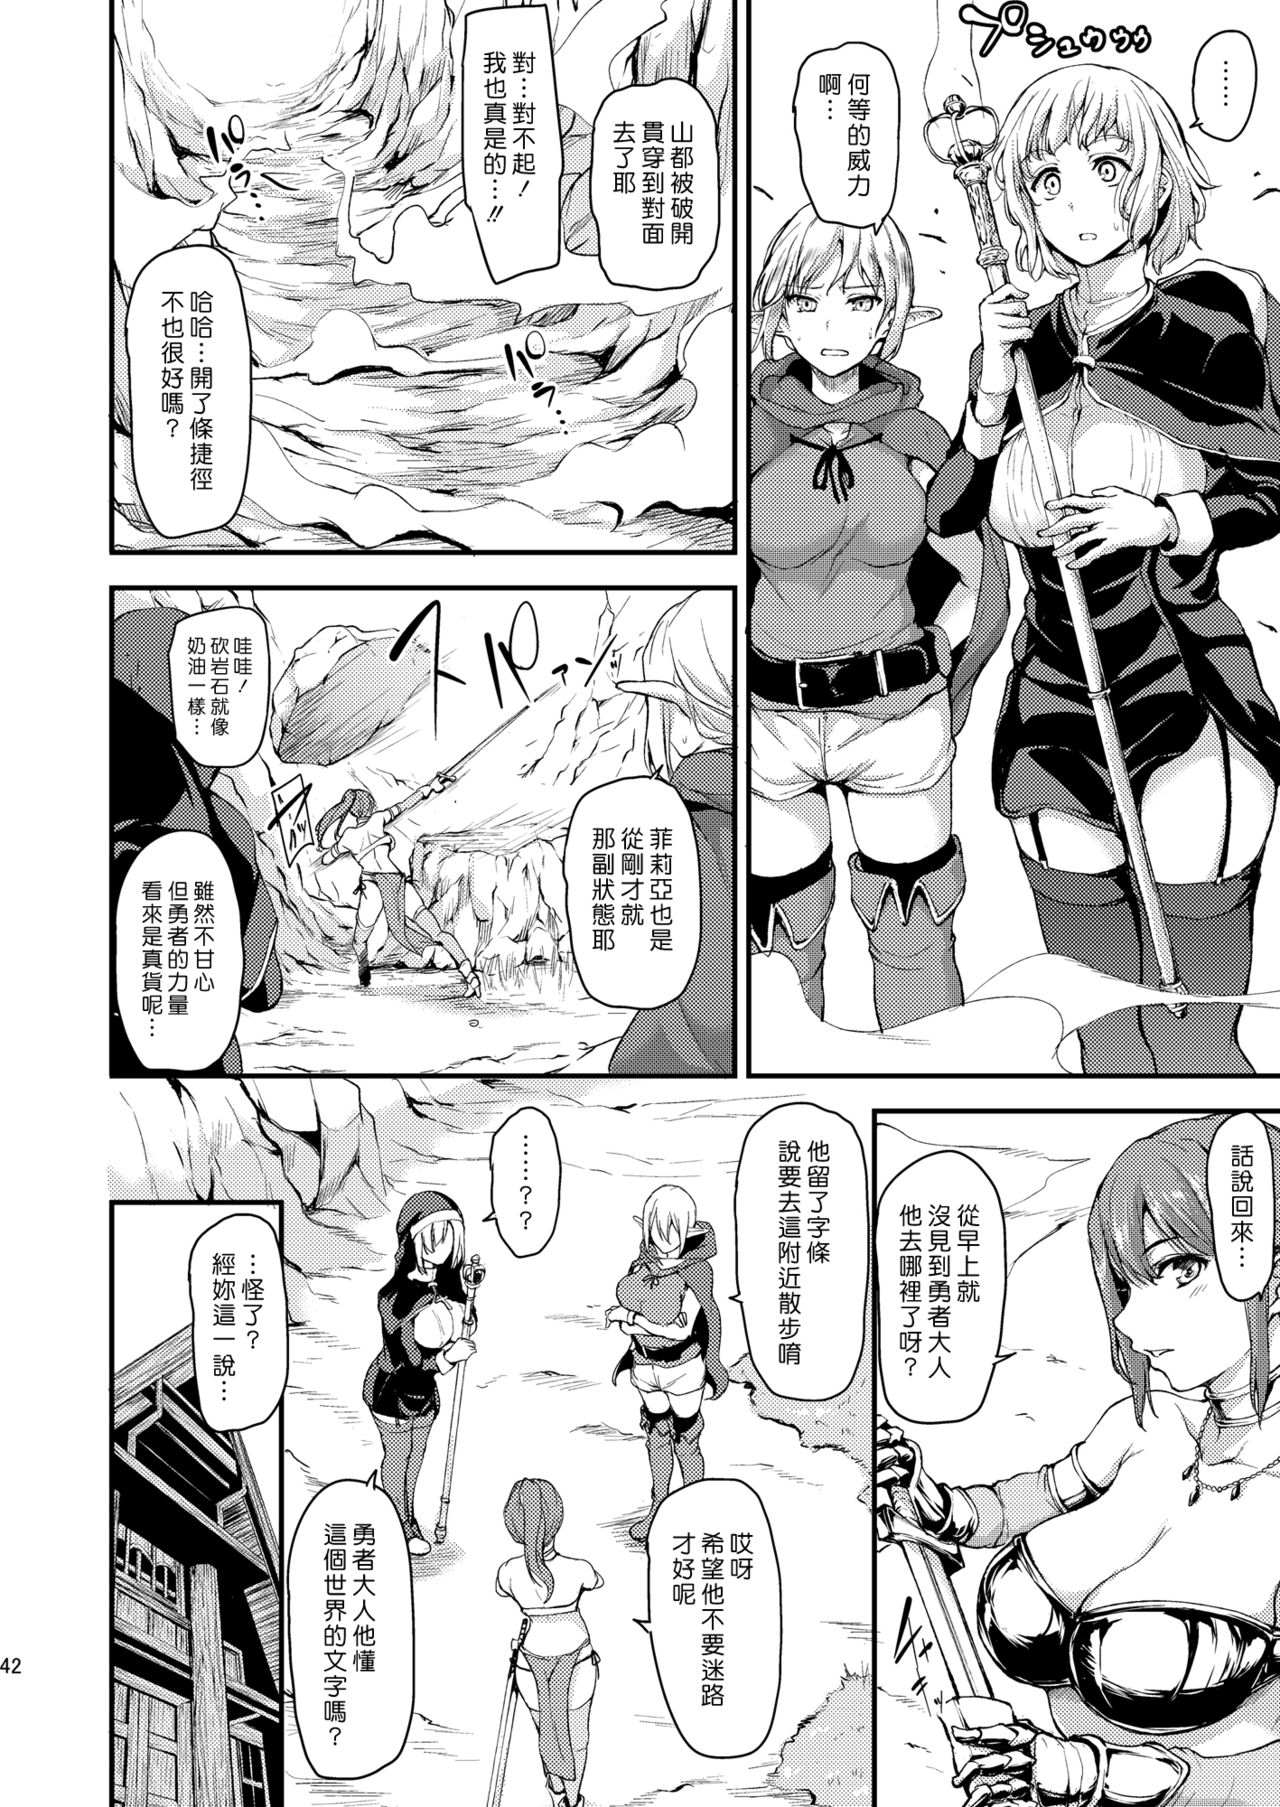 プシュゥゥゥ
……
何等的威力
啊…
山都被破開
貫穿到對面
去了耶
對…對不起！
我也真是的…!!
パラ
パラ
パラ
哈哈…開了條捷徑
不也很好嗎？
ズパァン
哇哇！
砍岩石就像
奶油一樣…
菲莉亞也是
從剛才就
那副狀態耶
雖然不甘心
但勇者的力量
看來是真貨呢…
話說回來…
從早上就
沒見到勇者大人
他去哪裡了呀？
他留了字條
說要去這附近散步唷
……？？
哎呀
希望他不要迷路
才好呢
勇者大人他懂
這個世界的文字嗎？
…怪了？
經妳這一說…
42